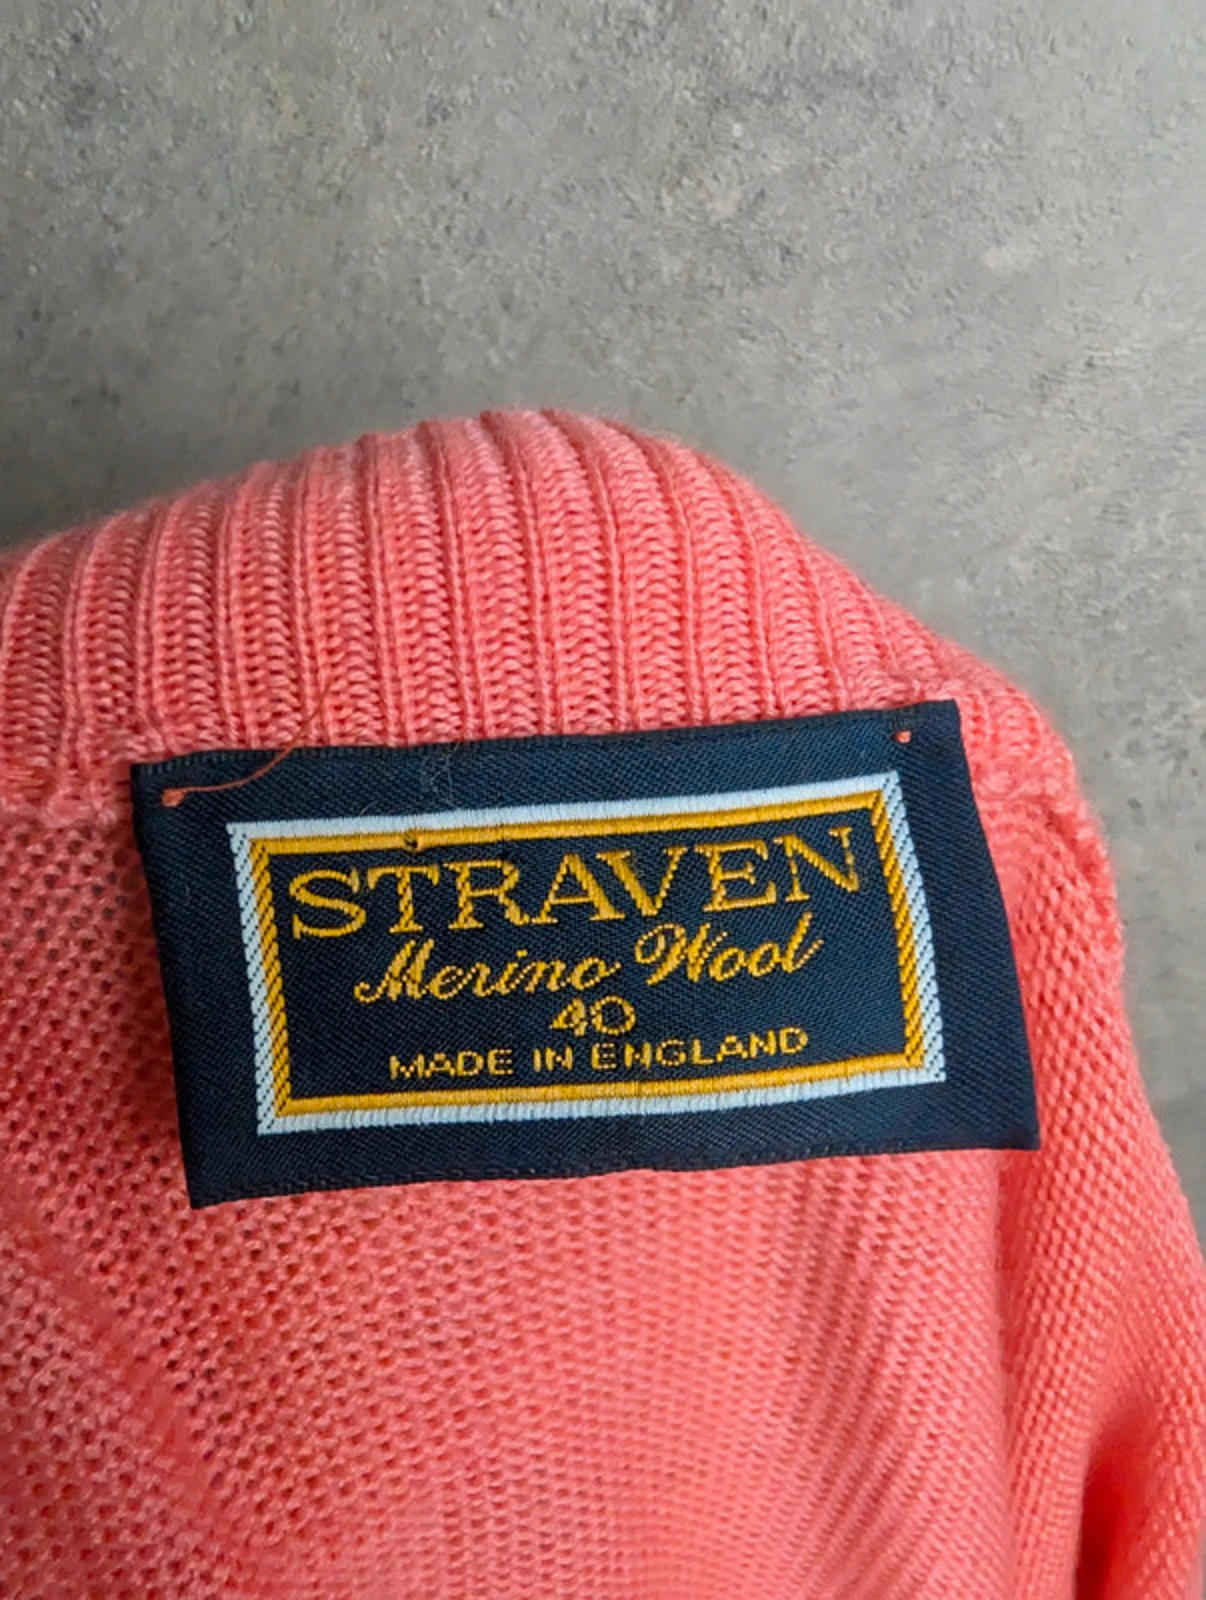 STRAVEN
Merino Wool
40
MADE IN ENGLAND